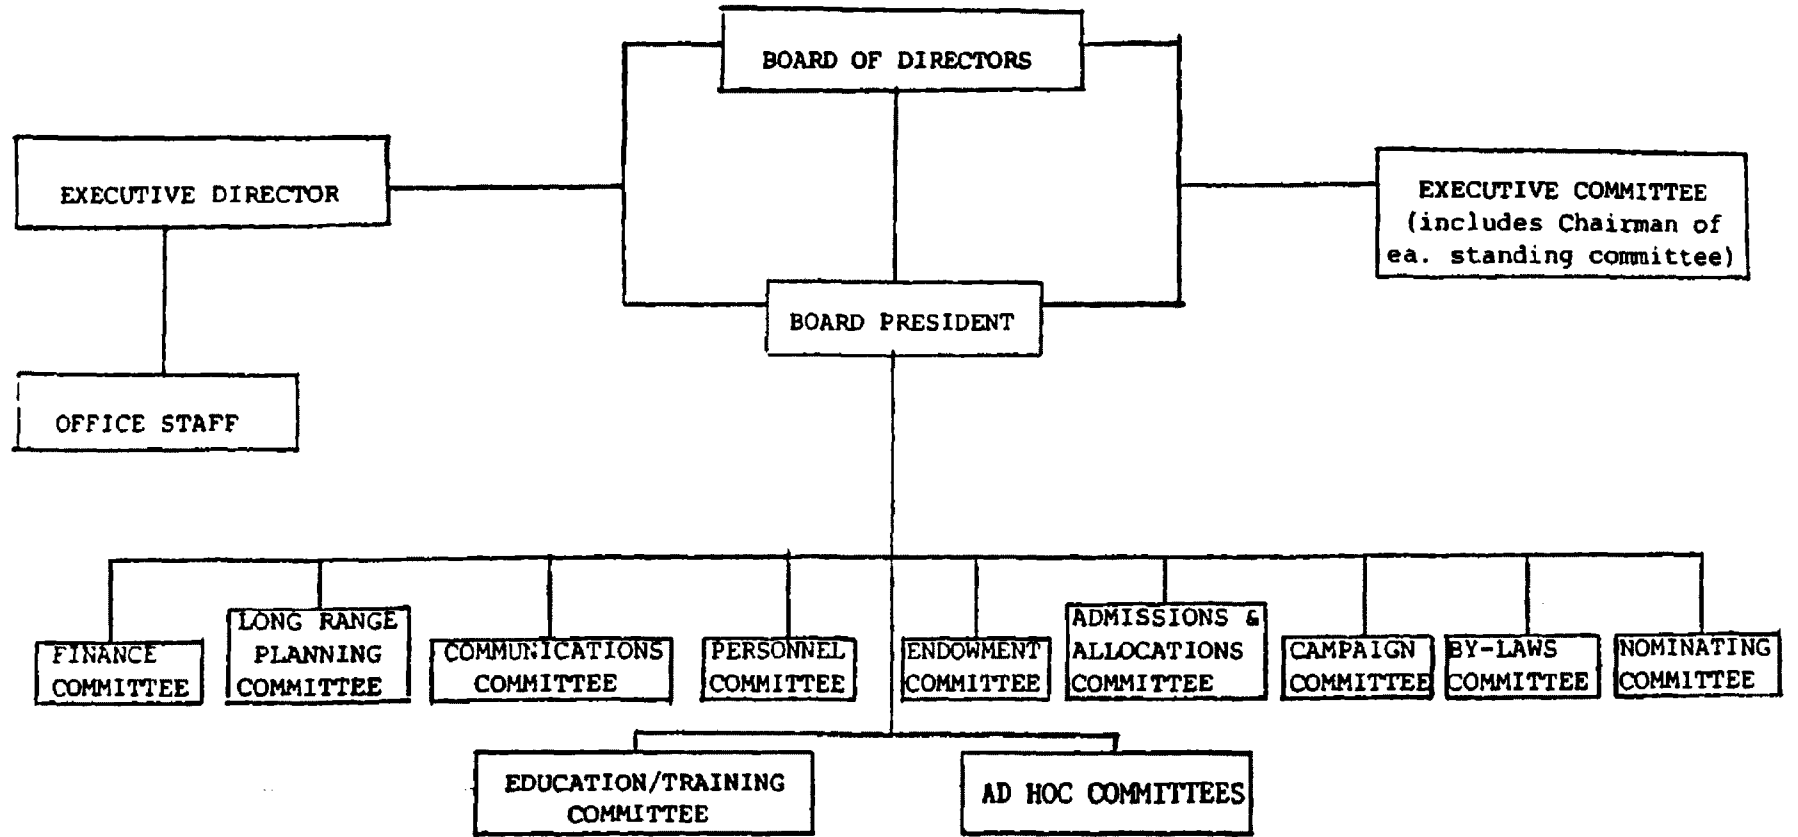 BOARD OF DIRECTORS
EXECUTIVE DIRECTOR
EXECUTIVE COMMITTEE
(includes Chairman of
ea. standing committee)
BOARD PRESIDENT
OFFICE STAFF
FINANCE
COMMITTEE
LONG RANGE
PLANNING
COMMITTEE
COMMUNICATIONS
COMMITTEE
PERSONNEL
COMMITTEE
ENDOWMENT
COMMITTEE
ADMISSIONS &
ALLOCATIONS
COMMITTEE
CAMPAIGN
COMMITTEE
BY-LAWS
COMMITTEE
NOMINATING
COMMITTEE
EDUCATION/TRAINING
COMMITTEE
AD HOC COMMITTEES